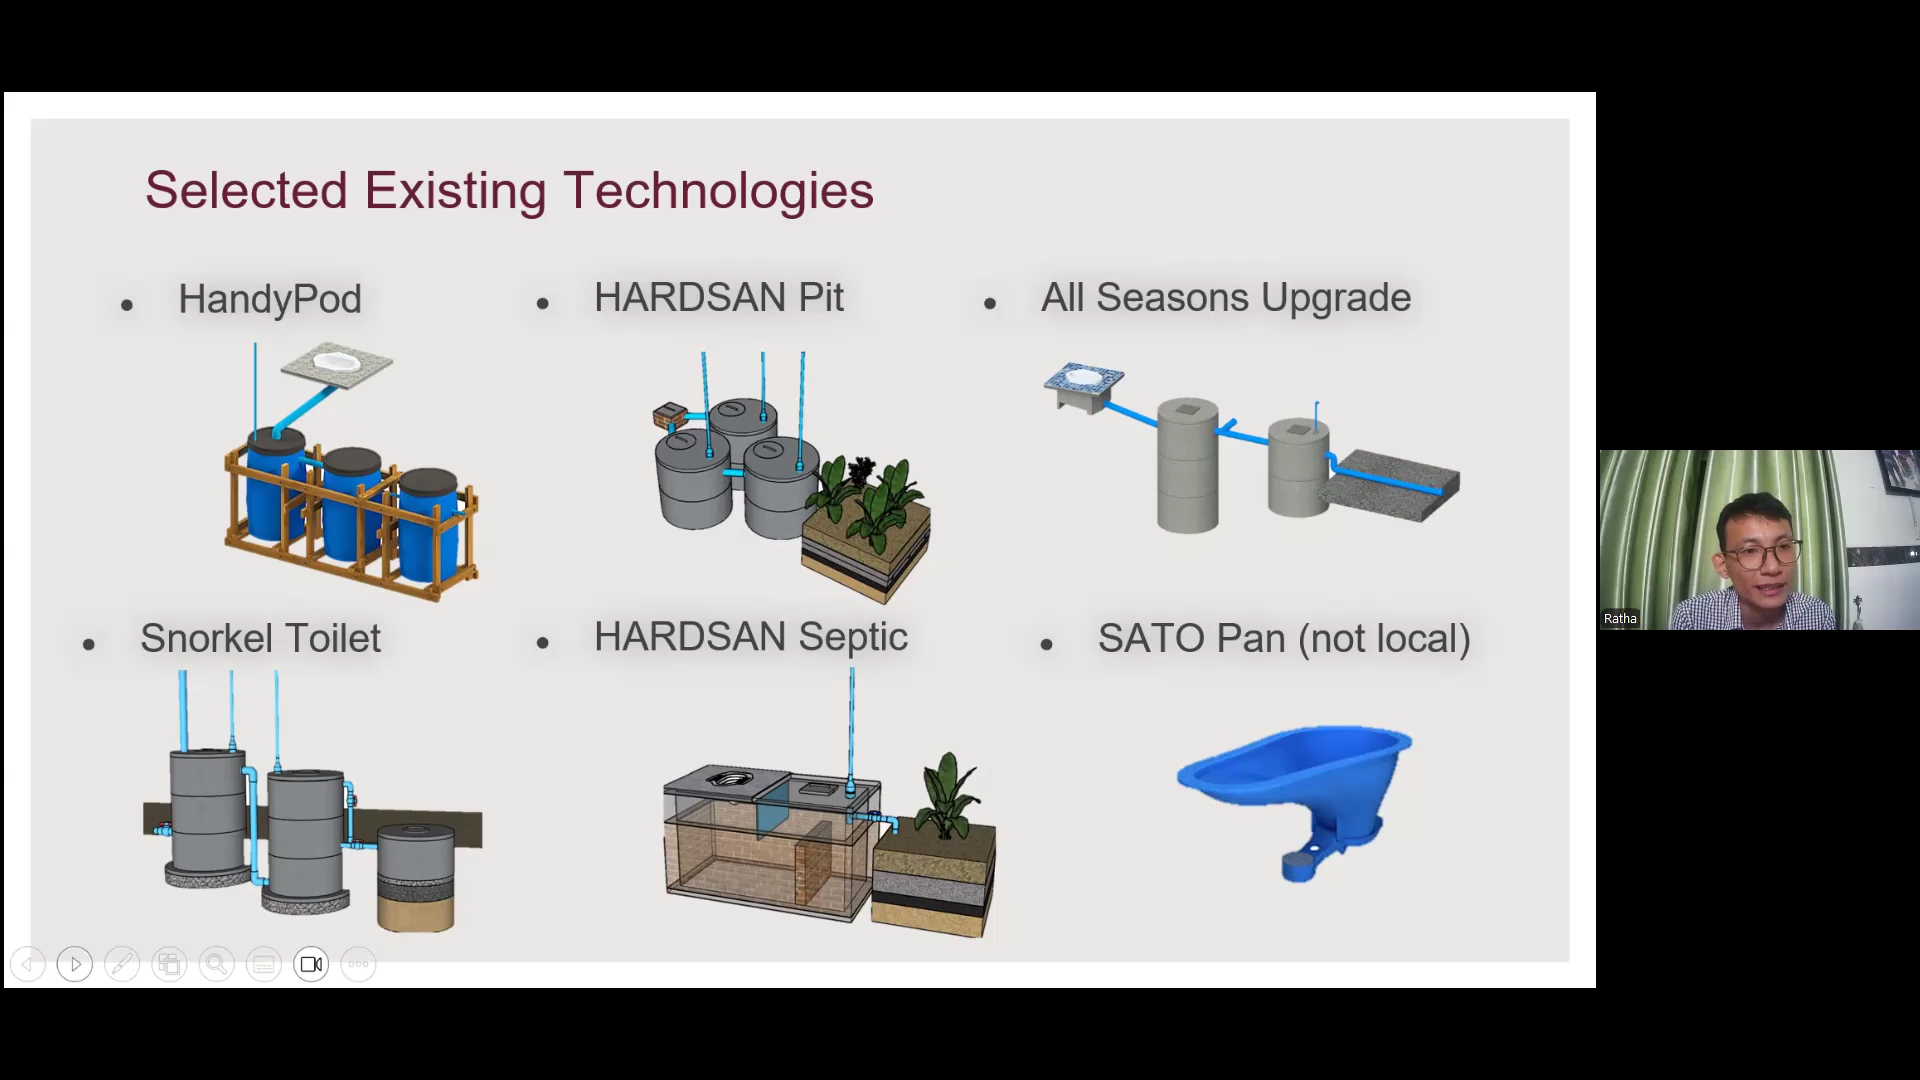 Selected Existing Technologies
• HandyPod
• HARDSAN Pit
• All Seasons Upgrade
• Snorkel Toilet
• HARDSAN Septic
• SATO Pan (not local)
Ratha